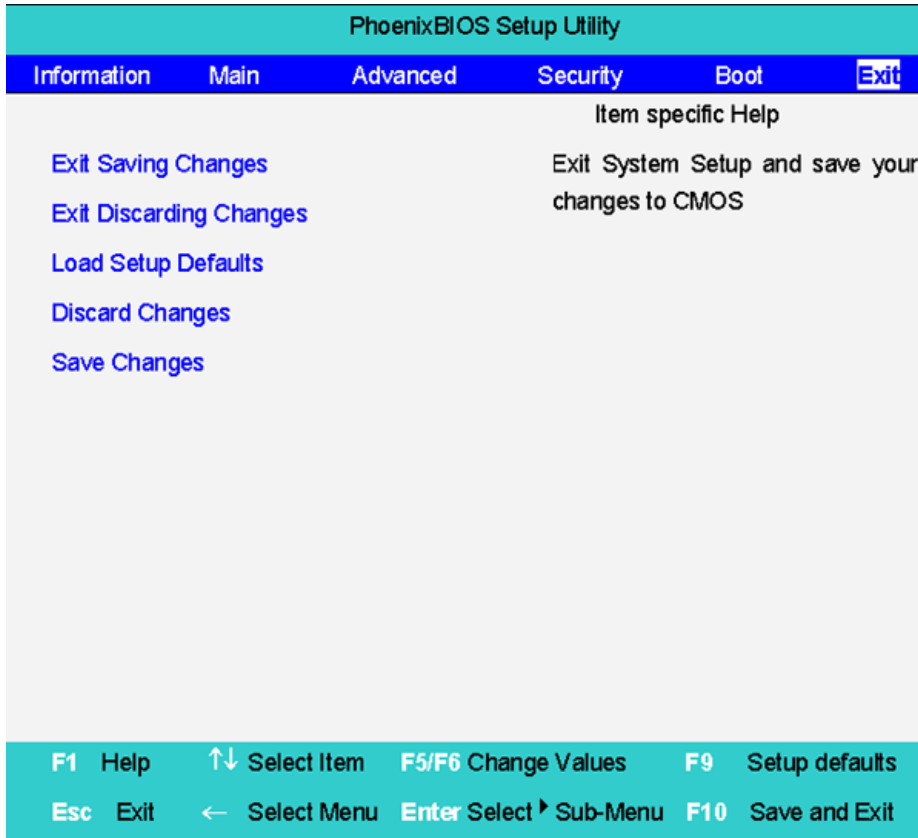 PhoenixBIOS Setup Utility
Information Main Advanced Security Boot Exit
Item specific Help
Exit Saving Changes
Exit System Setup and save your
changes to CMOS
Exit Discarding Changes
Load Setup Defaults
Discard Changes
Save Changes
F1 Help ↑↓ Select Item F5/F6 Change Values F9 Setup defaults
Esc Exit ← Select Menu Enter Select ▸ Sub-Menu F10 Save and Exit